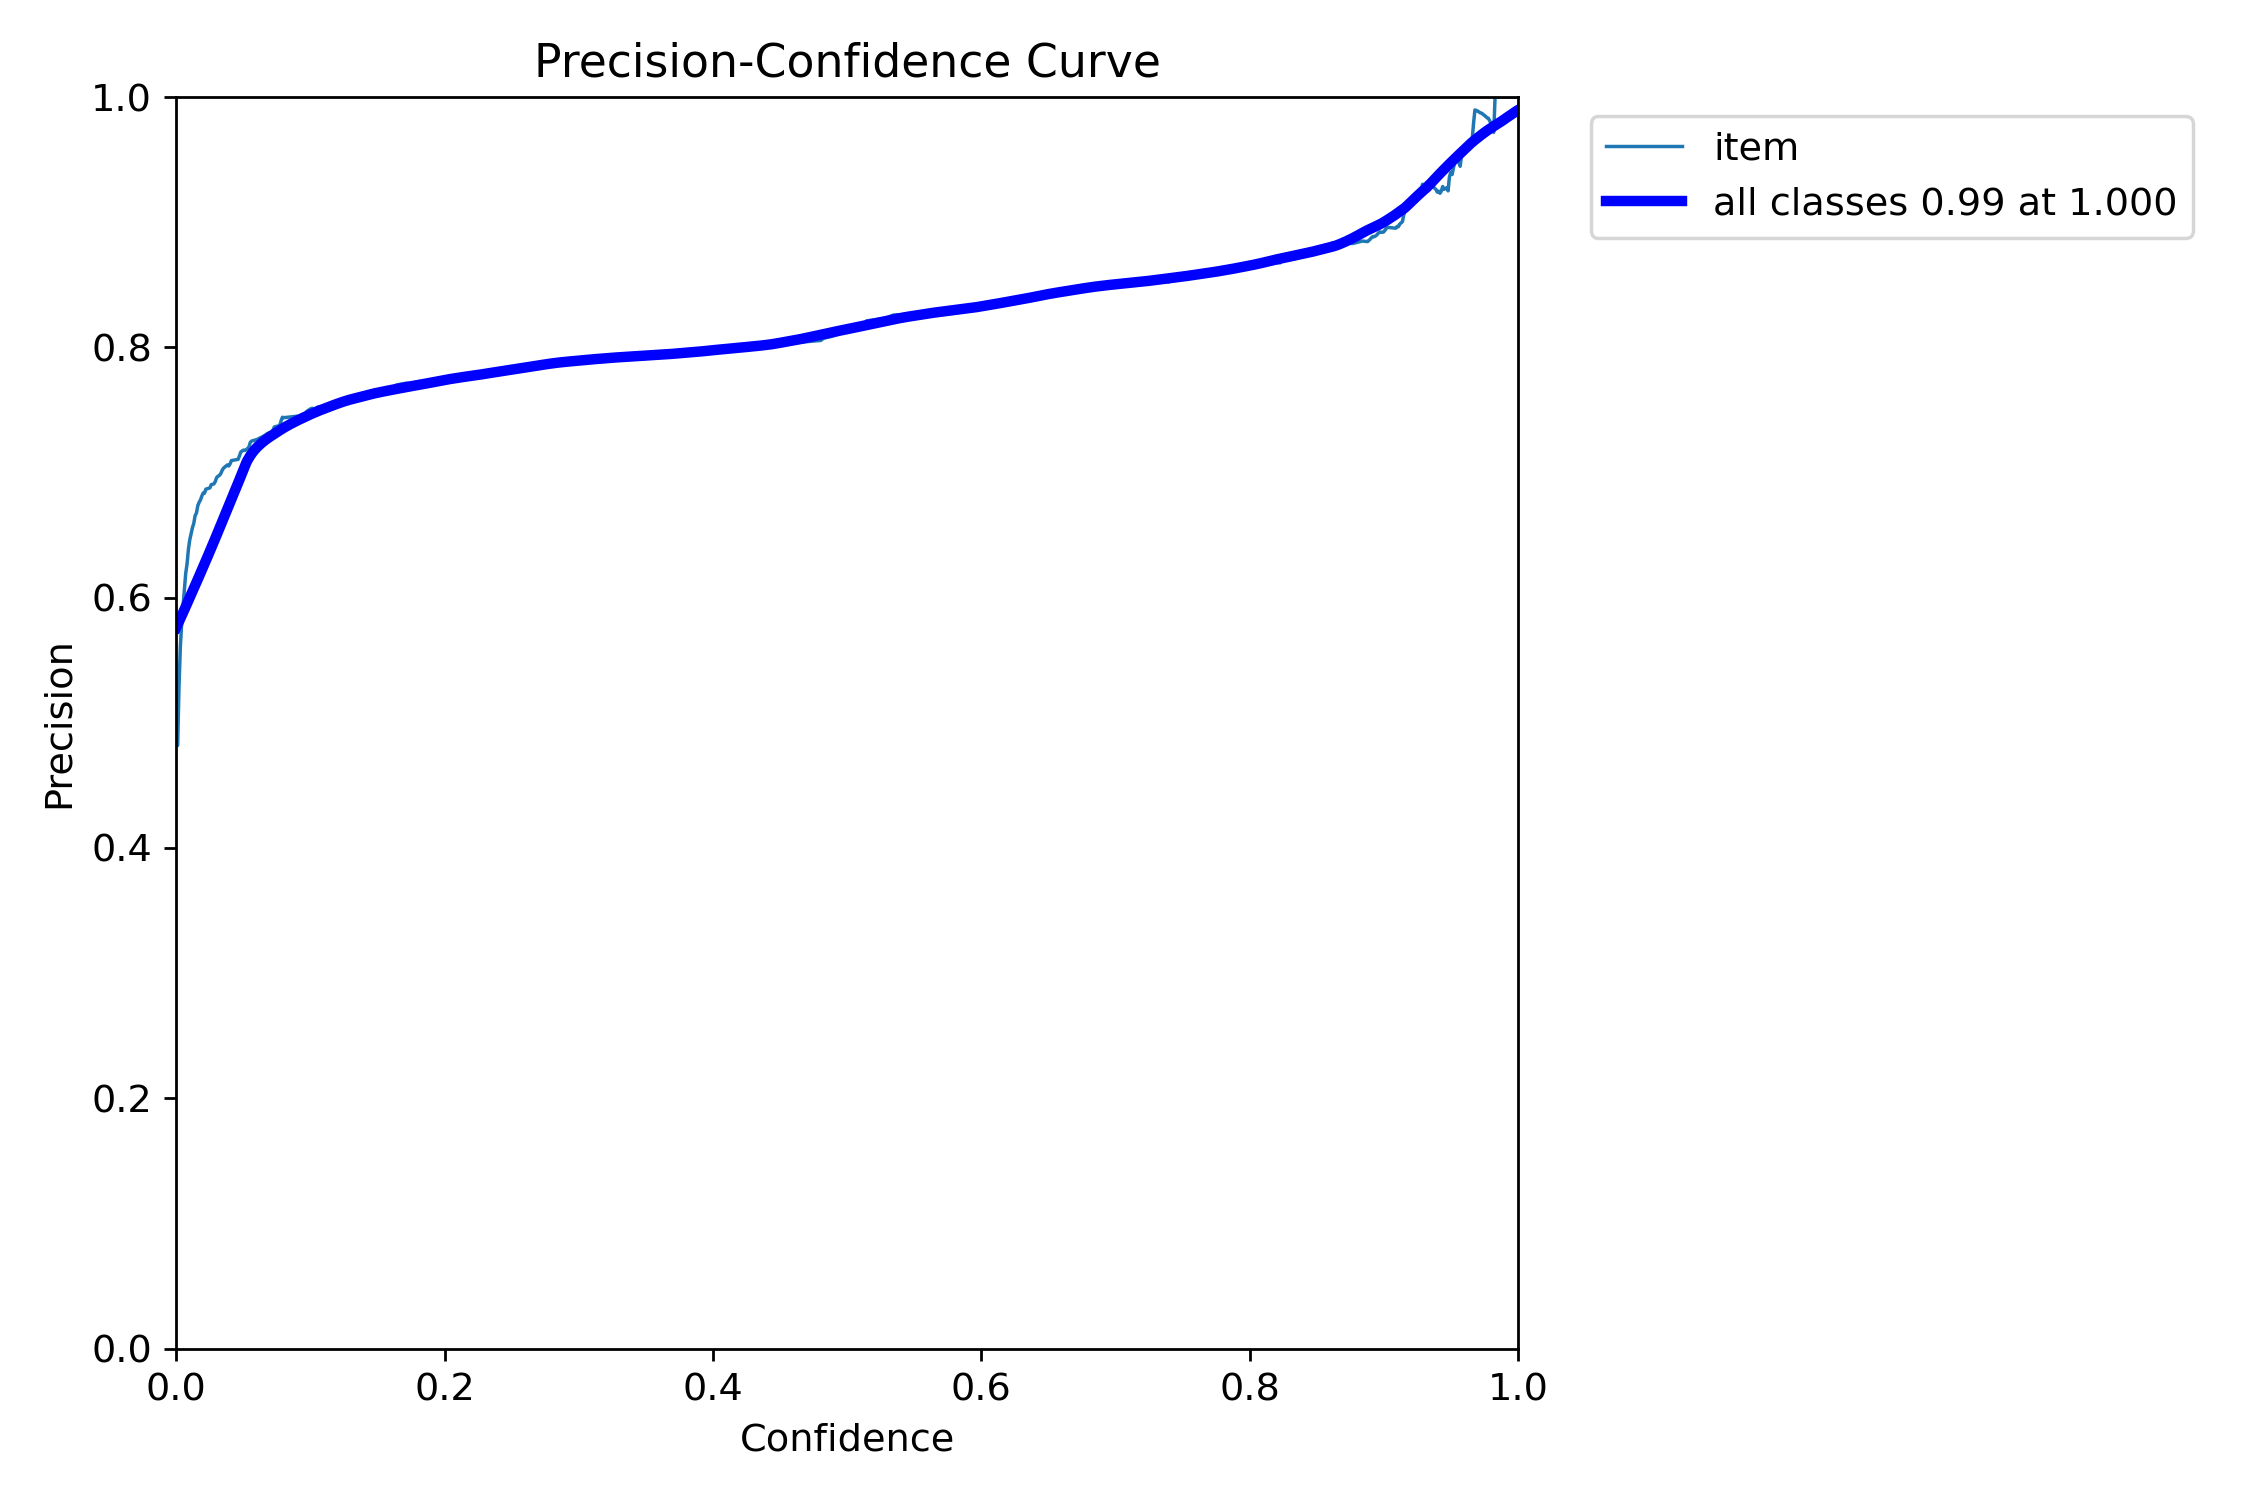 Precision-Confidence Curve
1.0
0.8
0.6
0.4
0.2
0.0
Precision
0.0 0.2 0.4 0.6 0.8 1.0
Confidence
item
all classes 0.99 at 1.000